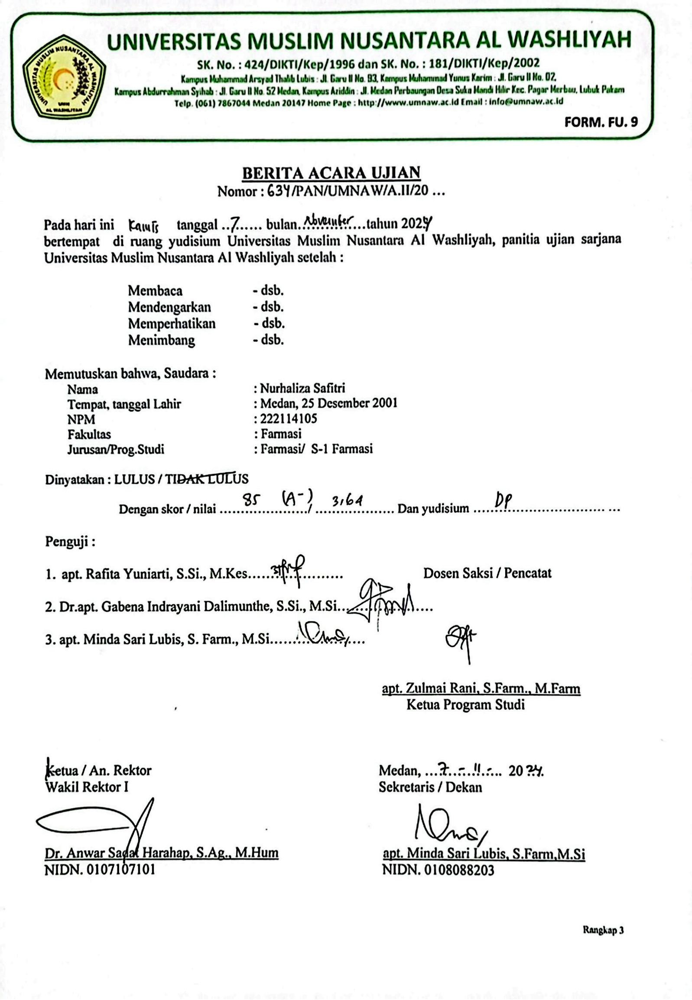 UNIVERSITAS MUSLIM NUSANTARA AL WASHLIYAH
SK. No. : 424/DIKTI/Kep/1996 dan SK. No. : 181/DIKTI/Kep/2002
Kampus Muhammad Arsyad Thalib Lubis : Jl. Garu II No. 93, Kampus Muhammad Yunus Karim : Jl. Garu II No. 02,
Kampus Abdurrahman Syihab : Jl. Garu II No. 52 Medan, Kampus Aziddin : Jl. Medan Perbaungan Desa Suka Mandi Hilir Kec. Pagar Merbau, Lubuk Pakam
Telp. (061) 7867044 Medan 20147 Home Page : http://www.umnaw.ac.id Email : info@umnaw.ac.id
UNIVERSITAS MUSLIM NUSANTARA AL WASHLIYAH
UMN
AL WASHLIYAH
FORM. FU. 9
BERITA ACARA UJIAN
Nomor : 634/PAN/UMNAW/A.II/20 ...
Pada hari ini Kamis tanggal ..7...... bulan..November...tahun 2024
bertempat di ruang yudisium Universitas Muslim Nusantara Al Washliyah, panitia ujian sarjana
Universitas Muslim Nusantara Al Washliyah setelah :
Membaca - dsb.
Mendengarkan - dsb.
Memperhatikan - dsb.
Menimbang - dsb.
Memutuskan bahwa, Saudara :
Nama : Nurhaliza Safitri
Tempat, tanggal Lahir : Medan, 25 Desember 2001
NPM : 222114105
Fakultas : Farmasi
Jurusan/Prog.Studi : Farmasi/ S-1 Farmasi
Dinyatakan : LULUS / TIDAK LULUS
Dengan skor / nilai 85 (A-) / 3,64 Dan yudisium DP
Penguji :
1. apt. Rafita Yuniarti, S.Si., M.Kes.....
Dosen Saksi / Pencatat
2. Dr.apt. Gabena Indrayani Dalimunthe, S.Si., M.Si.....
3. apt. Minda Sari Lubis, S. Farm., M.Si.....
apt. Zulmai Rani, S.Farm., M.Farm
Ketua Program Studi
Ketua / An. Rektor
Wakil Rektor I
Medan, ...7...-..11.-... 2024.
Sekretaris / Dekan
Dr. Anwar Sadat Harahap, S.Ag., M.Hum
NIDN. 0107107101
apt. Minda Sari Lubis, S.Farm,M.Si
NIDN. 0108088203
Rangkap 3